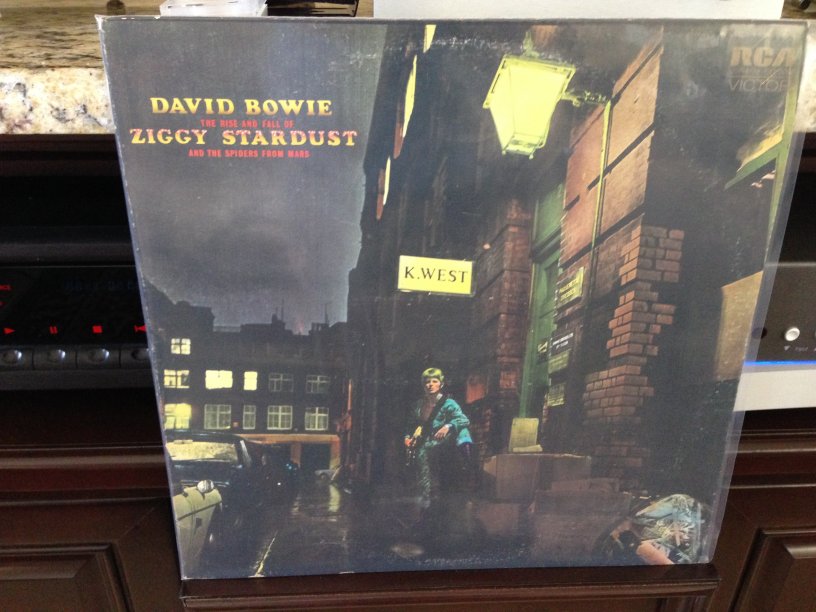 DAVID BOWIE
THE RISE AND FALL OF
ZIGGY STARDUST
AND THE SPIDERS FROM MARS
RCA
VICTOR
K.WEST